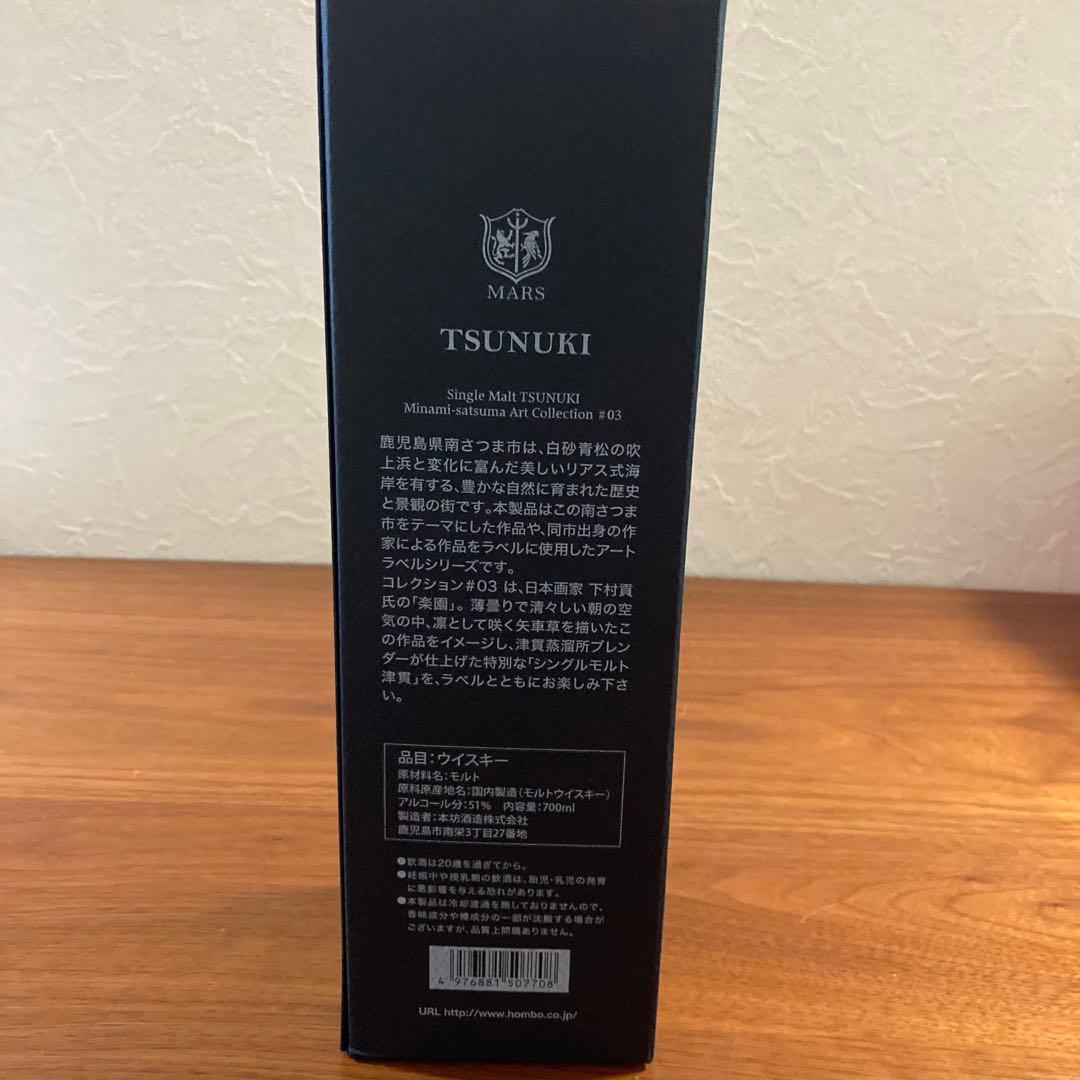 MARS
TSUNUKI
Single Malt TSUNUKI
Minami-satsuma Art Collection #03
鹿児島県南さつま市は、白砂青松の吹
上浜と変化に富んだ美しいリアス式海
岸を有する、豊かな自然に育まれた歴史
と景観の街です。本製品はこの南さつま
市をテーマにした作品や、同市出身の作
家による作品をラベルに使用したアート
ラベルシリーズです。
コレクション#03 は、日本画家 下村貢
氏の「楽園」。薄曇りで清々しい朝の空
気の中、凛として咲く矢車草を描いたこ
の作品をイメージし、津貫蒸溜所ブレン
ダーが仕上げた特別な「シングルモルト
津貫」を、ラベルとともにお楽しみ下さ
い。
品目：ウイスキー
原材料名：モルト
原料原産地名：国内製造（モルトウイスキー）
アルコール分：51% 内容量：700ml
製造者：本坊酒造株式会社
鹿児島市南栄3丁目27番地
●飲酒は20歳を過ぎてから。
●妊娠中や授乳期の飲酒は、胎児・乳児の発育
に悪影響を与える恐れがあります。
●本製品は冷却濾過を施しておりませんので、
香味成分や樽成分の一部が沈殿する場合が
ございますが、品質上問題ありません。
4 976881 507708
URL http://www.hombo.co.jp/